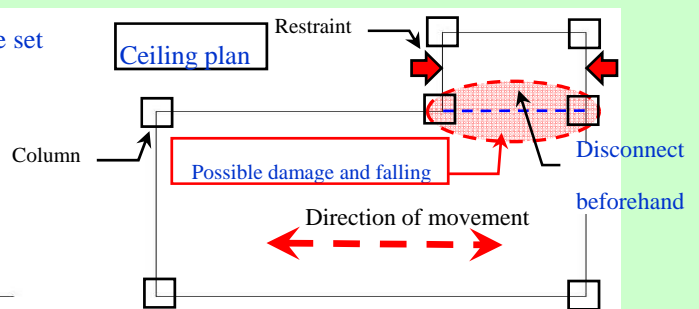 e set
Ceiling plan
Restraint
Column
Possible damage and falling
Disconnect
beforehand
Direction of movement